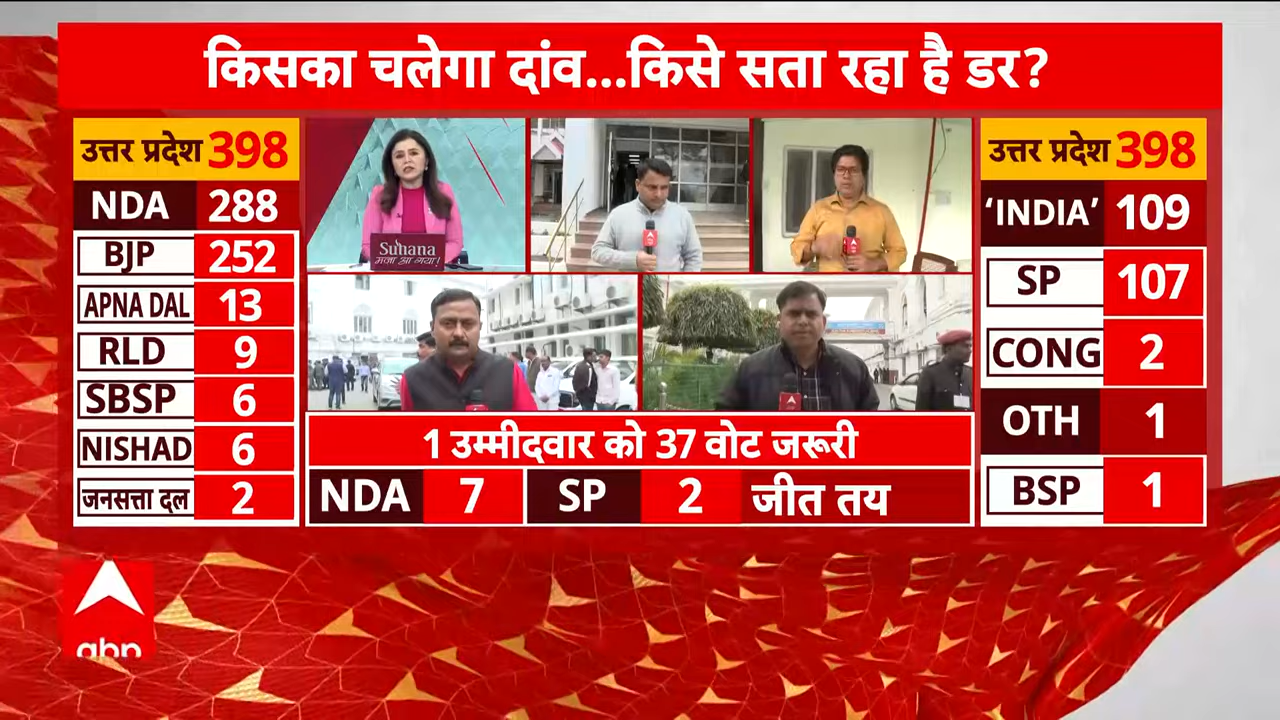 किसका चलेगा दांव...किसे सता रहा है डर?
उत्तर प्रदेश 398
NDA 288
BJP 252
APNA DAL 13
RLD 9
SBSP 6
NISHAD 6
जनसत्ता दल 2
Suhana
मज़ा आ गया!
1 उम्मीदवार को 37 वोट जरूरी
NDA 7 SP 2 जीत तय
उत्तर प्रदेश 398
‘INDIA’ 109
SP 107
CONG 2
OTH 1
BSP 1
abp